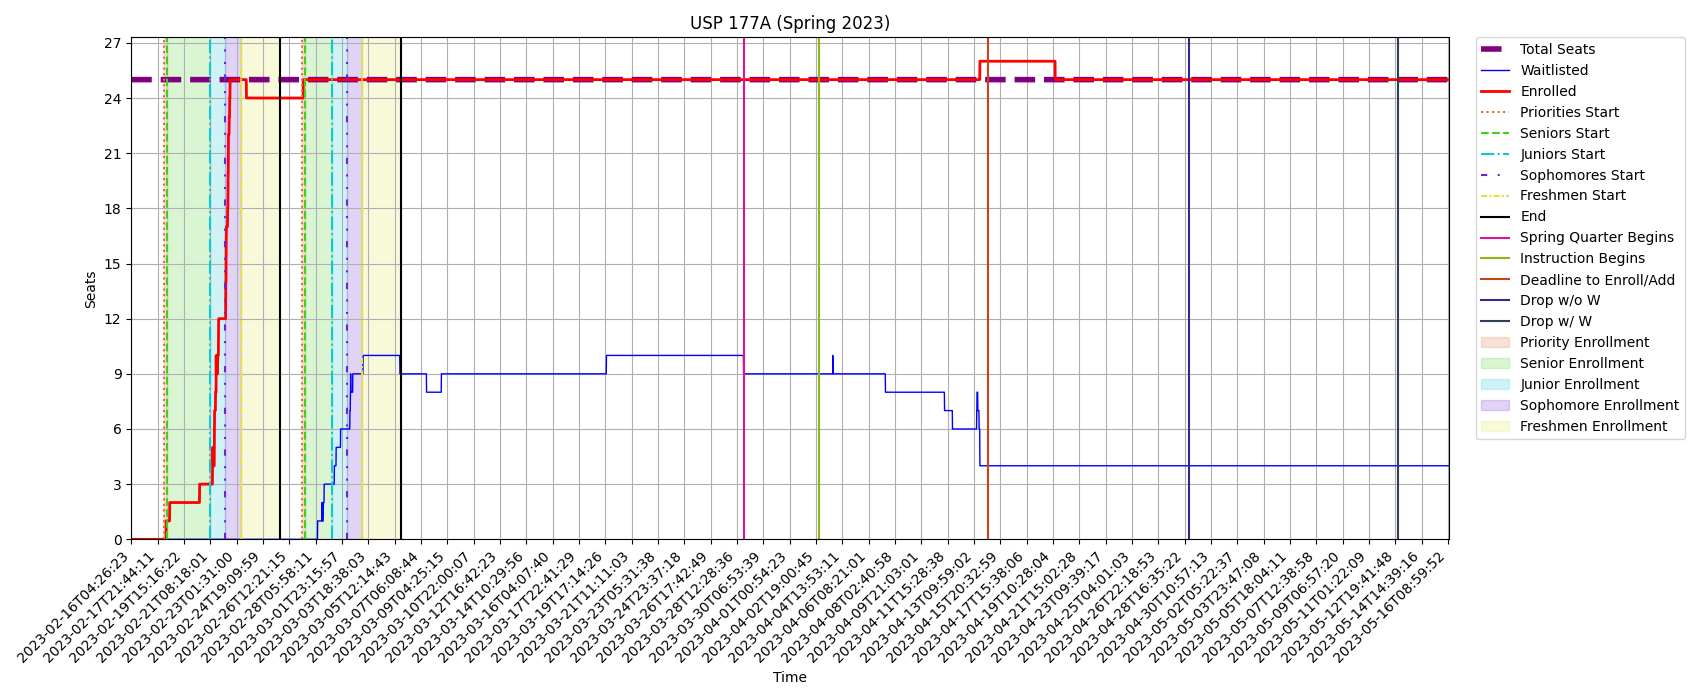 USP 177A (Spring 2023)
27
24
21
18
15
12
9
6
3
0
Seats
2023-02-16T04:26:23
2023-02-17T21:44:11
2023-02-19T15:16:22
2023-02-21T08:18:01
2023-02-23T01:31:00
2023-02-24T19:09:59
2023-02-26T12:21:15
2023-02-28T05:58:11
2023-03-01T23:15:57
2023-03-03T18:38:03
2023-03-05T12:14:43
2023-03-07T06:08:44
2023-03-09T04:25:15
2023-03-10T22:00:07
2023-03-12T16:42:23
2023-03-14T10:29:56
2023-03-16T04:07:40
2023-03-17T22:41:29
2023-03-19T17:14:26
2023-03-21T11:11:03
2023-03-23T05:31:38
2023-03-24T23:37:18
2023-03-26T17:42:49
2023-03-28T12:28:36
2023-03-30T06:53:39
2023-04-01T00:54:23
2023-04-02T19:00:45
2023-04-04T13:53:11
2023-04-06T08:21:01
2023-04-08T02:40:58
2023-04-09T21:03:01
2023-04-11T15:28:38
2023-04-13T09:59:02
2023-04-15T20:32:59
2023-04-17T15:38:06
2023-04-19T10:28:04
2023-04-21T15:02:28
2023-04-23T09:39:17
2023-04-25T04:01:03
2023-04-26T22:18:53
2023-04-28T16:35:22
2023-04-30T10:57:13
2023-05-02T05:22:37
2023-05-03T23:47:08
2023-05-05T18:04:11
2023-05-07T12:38:58
2023-05-09T06:57:20
2023-05-11T01:22:09
2023-05-12T19:41:48
2023-05-14T14:39:16
2023-05-16T08:59:52
Time
Total Seats
Waitlisted
Enrolled
Priorities Start
Seniors Start
Juniors Start
Sophomores Start
Freshmen Start
End
Spring Quarter Begins
Instruction Begins
Deadline to Enroll/Add
Drop w/o W
Drop w/ W
Priority Enrollment
Senior Enrollment
Junior Enrollment
Sophomore Enrollment
Freshmen Enrollment